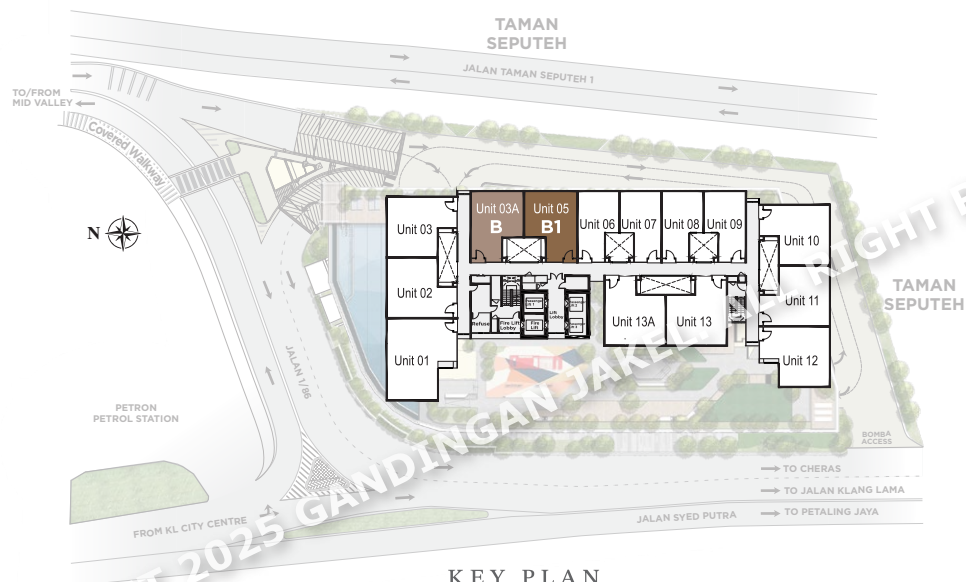 TAMAN
SEPUTEH
JALAN TAMAN SEPUTEH 1
TO/FROM
MID VALLEY
Covered Walkway
N
Unit 03
Unit 03A
B
Unit 05
B1
Unit 06
Unit 07
Unit 08
Unit 09
Unit 10
Unit 02
Unit 11
TAMAN
SEPUTEH
Unit 01
Refuse
Fire Lift
Lobby
Fire
Lift
Lift
Lobby
Unit 13A
Unit 13
Unit 12
JALAN 1/86
PETRON
PETROL STATION
BOMBA
ACCESS
TO CHERAS
TO JALAN KLANG LAMA
TO PETALING JAYA
FROM KL CITY CENTRE
JALAN SYED PUTRA
T 2025 GANDINGAN JAKEL ALL RIGHT
KEY PLAN